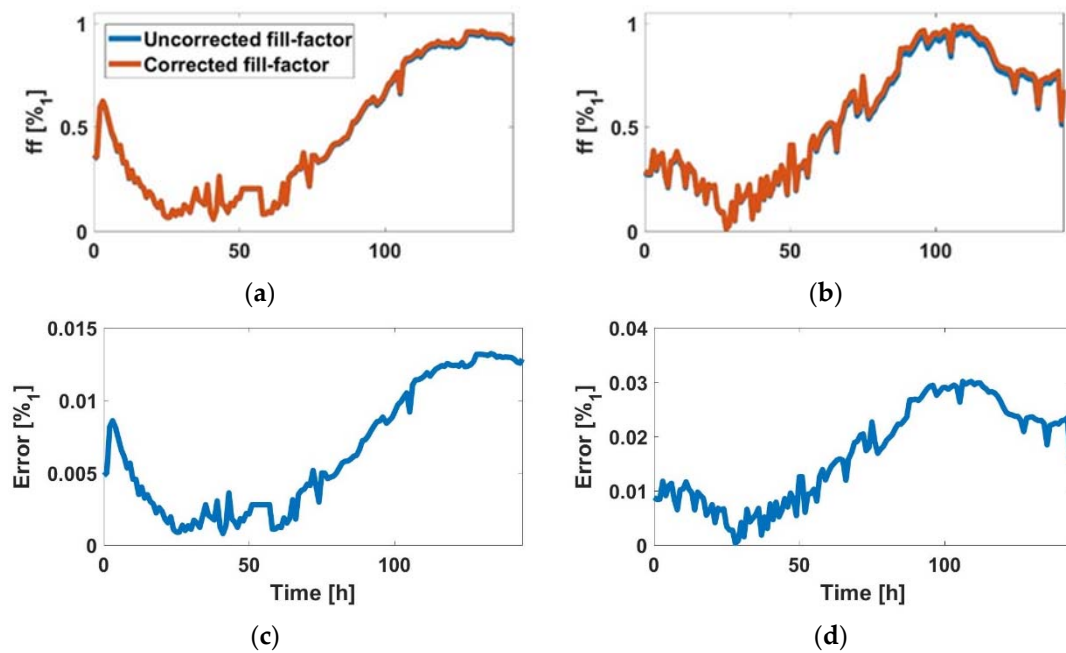 1
0.5
0
ff [%₁]
Uncorrected fill-factor
Corrected fill-factor
0
50
100
(a)
1
0.5
0
ff [%₁]
0
50
100
(b)
0.015
0.01
0.005
0
Error [%₁]
0
50
100
Time [h]
(c)
0.04
0.03
0.02
0.01
0
Error [%₁]
0
50
100
Time [h]
(d)